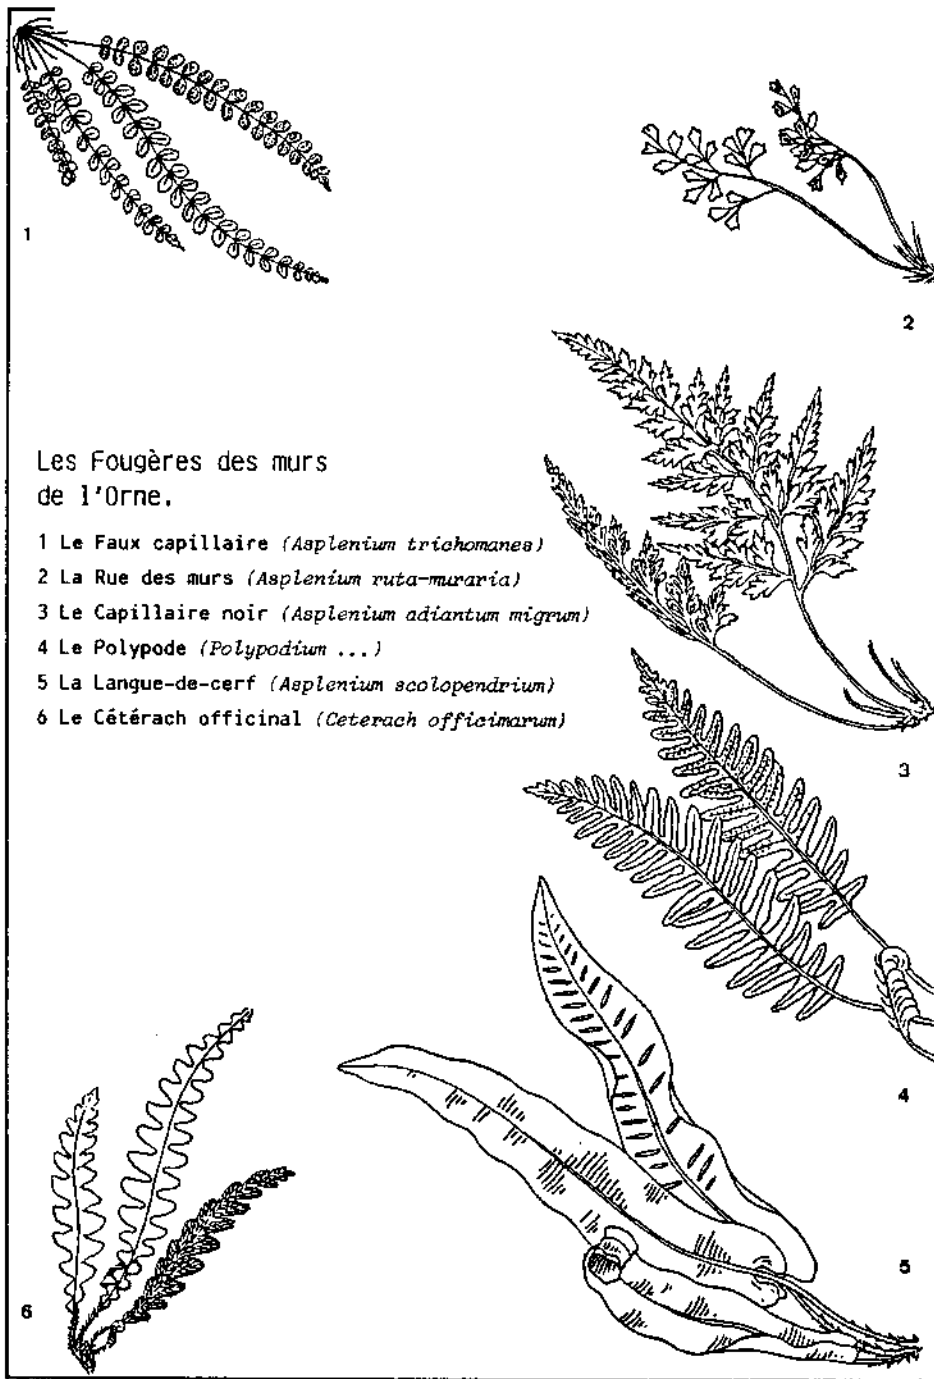 1
2
Les Fougères des murs
de l'Orne.
1 Le Faux capillaire (Asplenium trichomanes)
2 La Rue des murs (Asplenium ruta-muraria)
3 Le Capillaire noir (Asplenium adiantum migrum)
4 Le Polypode (Polypodium ...)
5 La Langue-de-cerf (Asplenium scolopendrium)
6 Le Cétérach officinal (Ceterach officimarum)
3
4
5
6